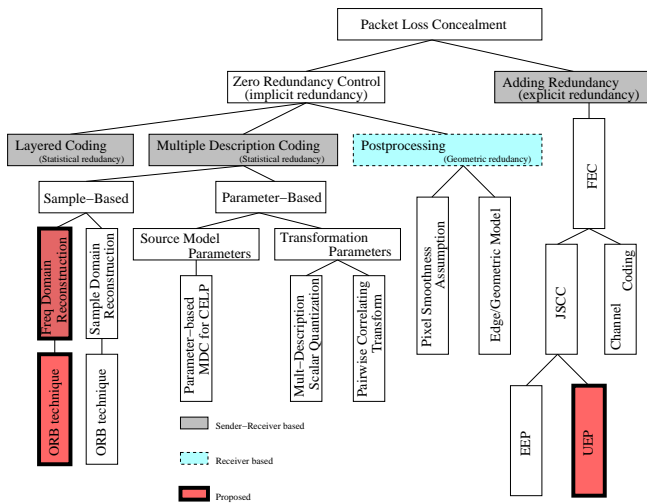 Packet Loss Concealment
Zero Redundancy Control
(implicit redundancy)
Adding Redundancy
(explicit redundancy)
Layered Coding
(Statistical redudancy)
Multiple Description Coding
(Statistical redudancy)
Postprocessing
(Geometric redudancy)
FEC
Sample-Based
Parameter-Based
Source Model
Parameters
Transformation
Parameters
Freq Domain
Reconstruction
Sample Domain
Reconstruction
Pixel Smoothness
Assumption
Edge/Geometric Model
JSCC
Channel
Coding
Parameter-based
MDC for CELP
Mult-Description
Scalar Quantization
Pairwise Correlating
Transform
ORB technique
ORB technique
EEP
UEP
Sender-Receiver based
Receiver based
Proposed